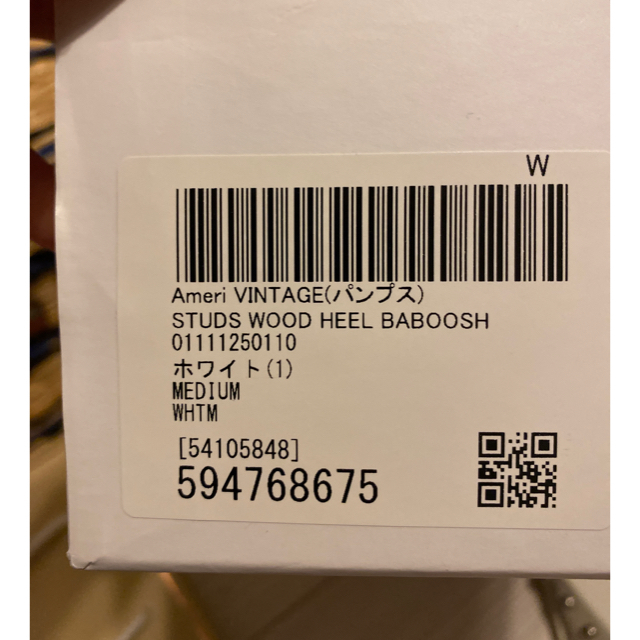 W
Ameri VINTAGE(パンプス)
STUDS WOOD HEEL BABOOSH
01111250110
ホワイト(1)
MEDIUM
WHTM
[54105848]
594768675